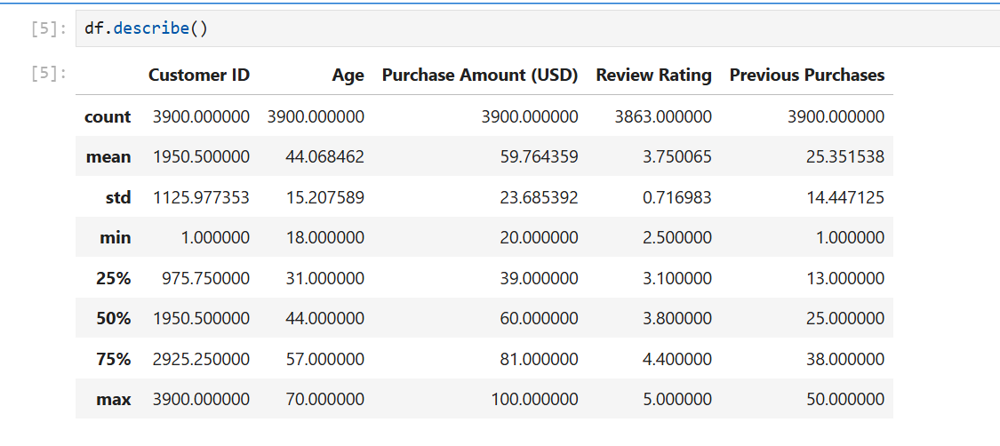 [5]: df.describe()
[5]:
Customer ID Age Purchase Amount (USD) Review Rating Previous Purchases
count 3900.000000 3900.000000 3900.000000 3863.000000 3900.000000
mean 1950.500000 44.068462 59.764359 3.750065 25.351538
std 1125.977353 15.207589 23.685392 0.716983 14.447125
min 1.000000 18.000000 20.000000 2.500000 1.000000
25% 975.750000 31.000000 39.000000 3.100000 13.000000
50% 1950.500000 44.000000 60.000000 3.800000 25.000000
75% 2925.250000 57.000000 81.000000 4.400000 38.000000
max 3900.000000 70.000000 100.000000 5.000000 50.000000